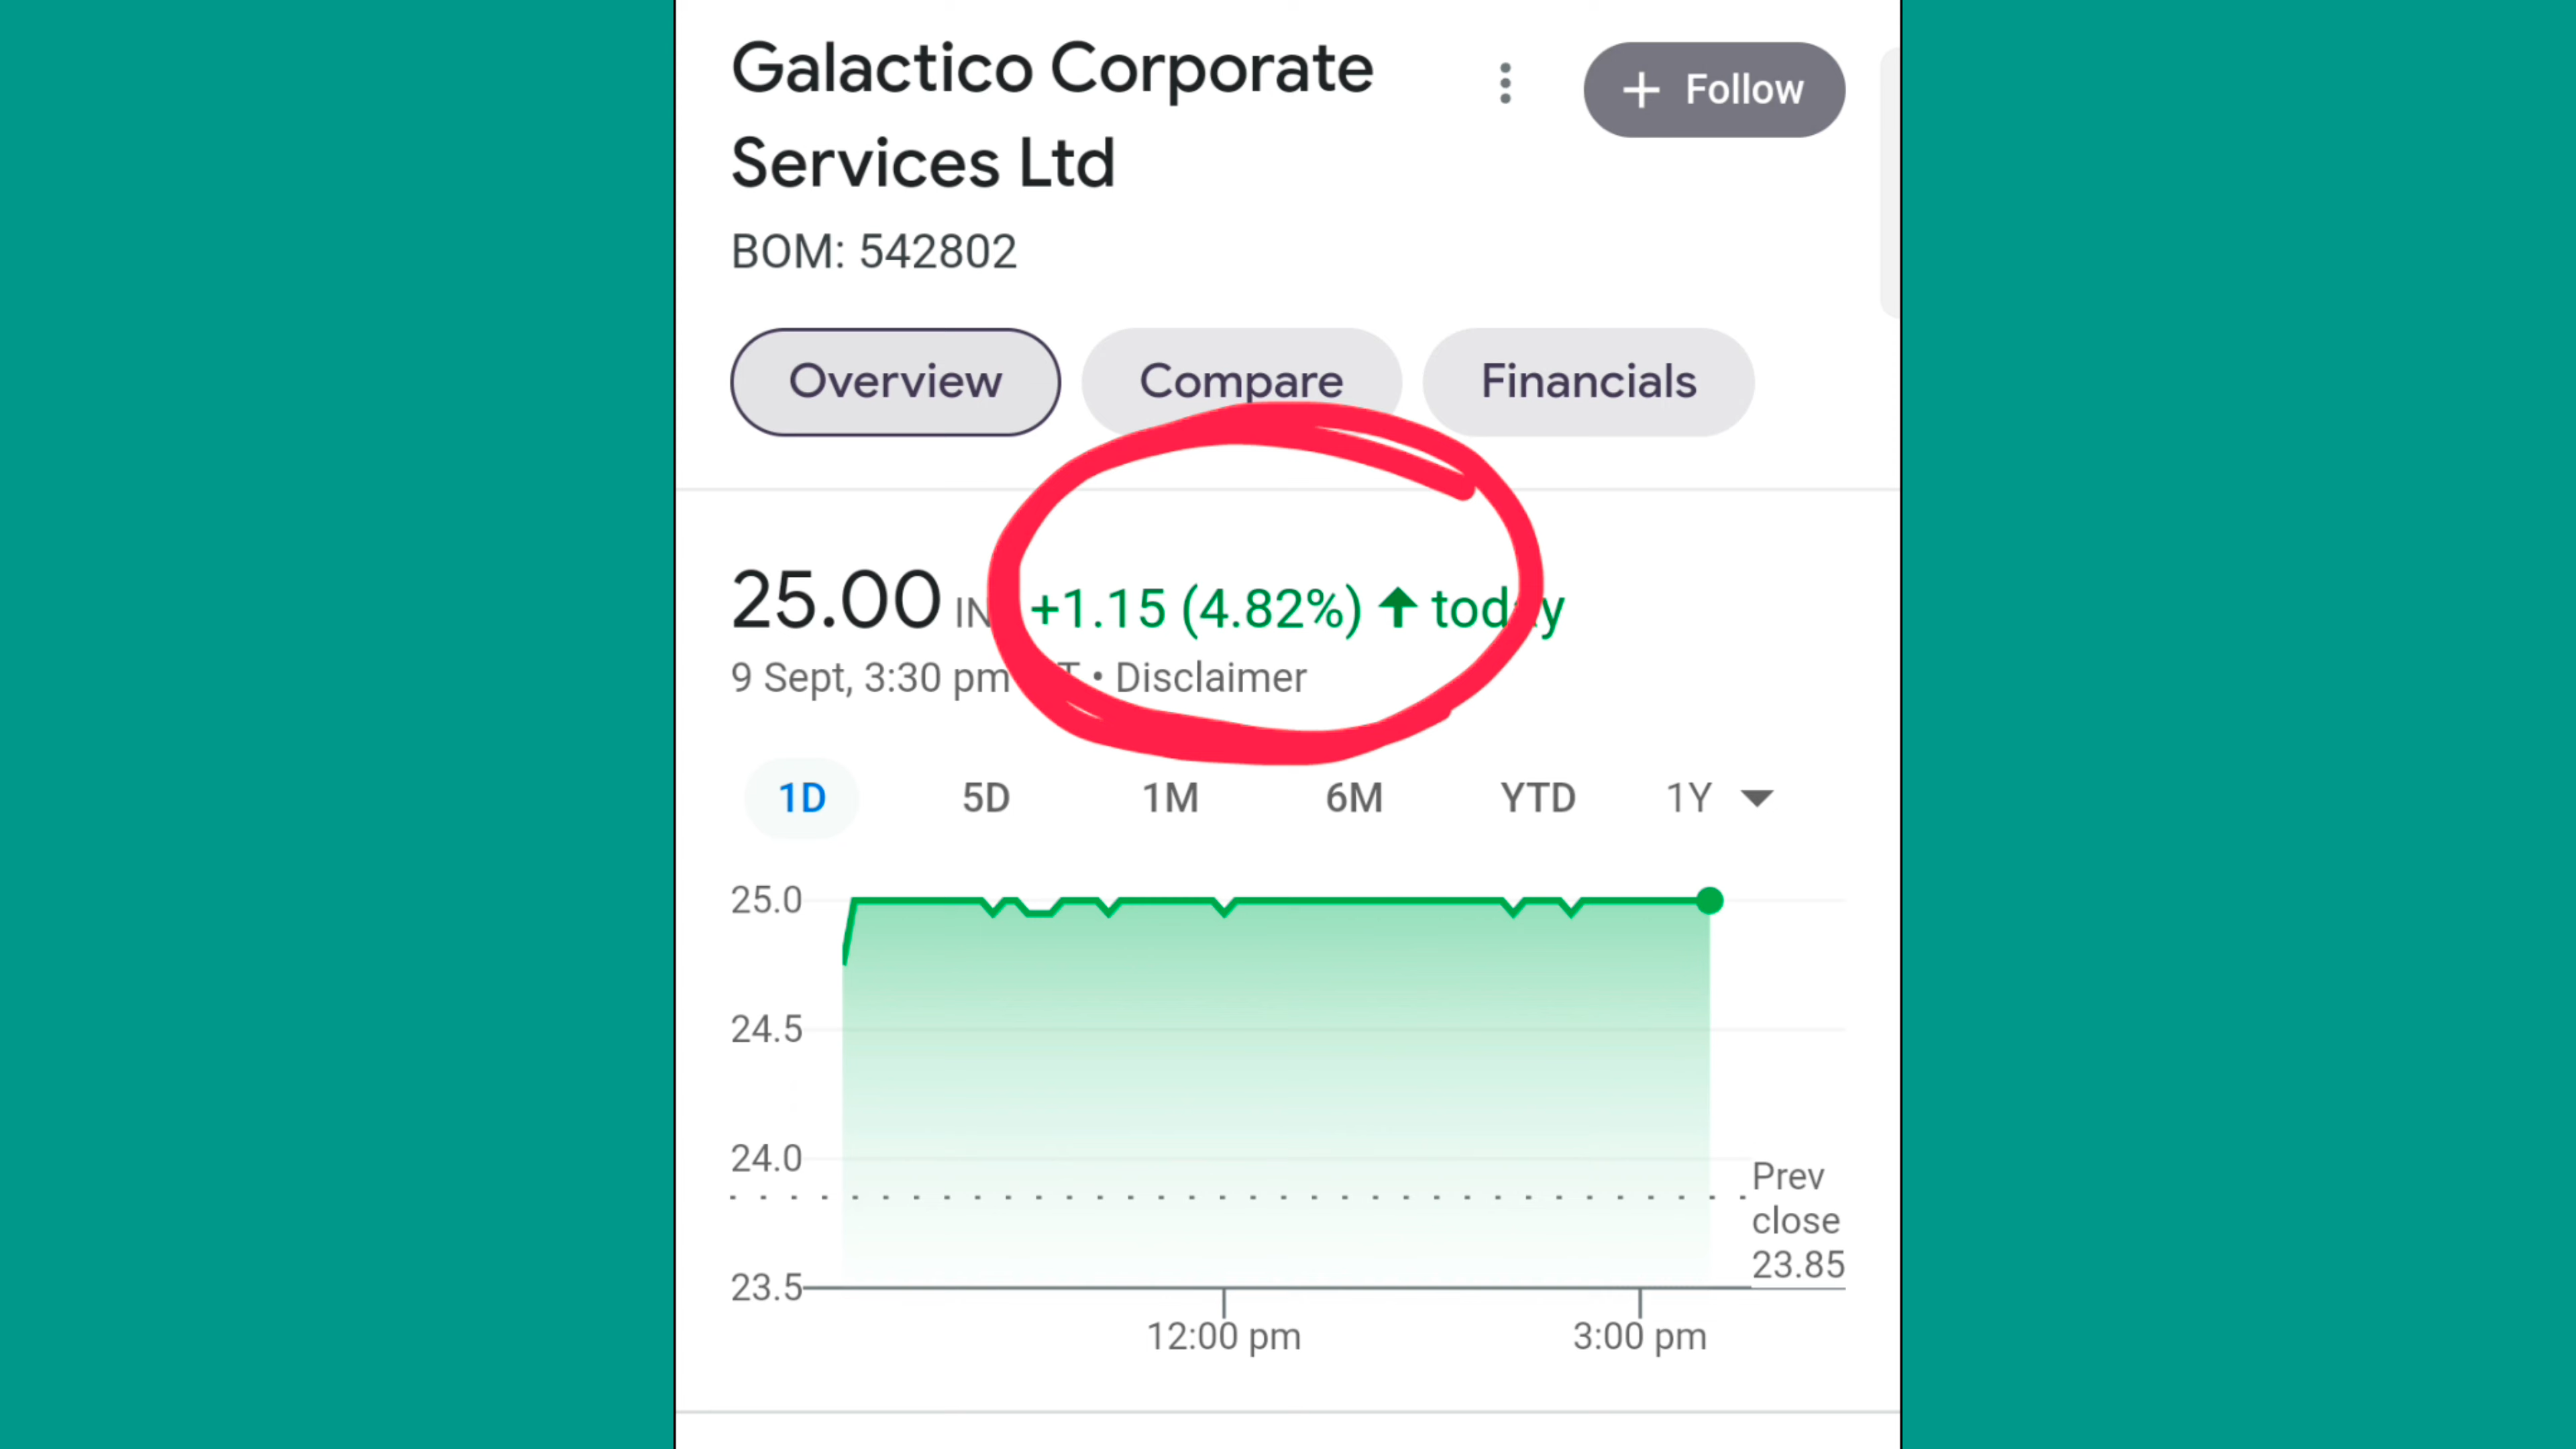 Galactico Corporate
Services Ltd
+ Follow
BOM: 542802
Overview
Compare
Financials
25.00 +1.15 (4.82%) ↑ today
9 Sept, 3:30 pm • Disclaimer
1D 5D 1M 6M YTD 1Y
25.0
24.5
24.0
23.5
Prev
close
23.85
12:00 pm 3:00 pm